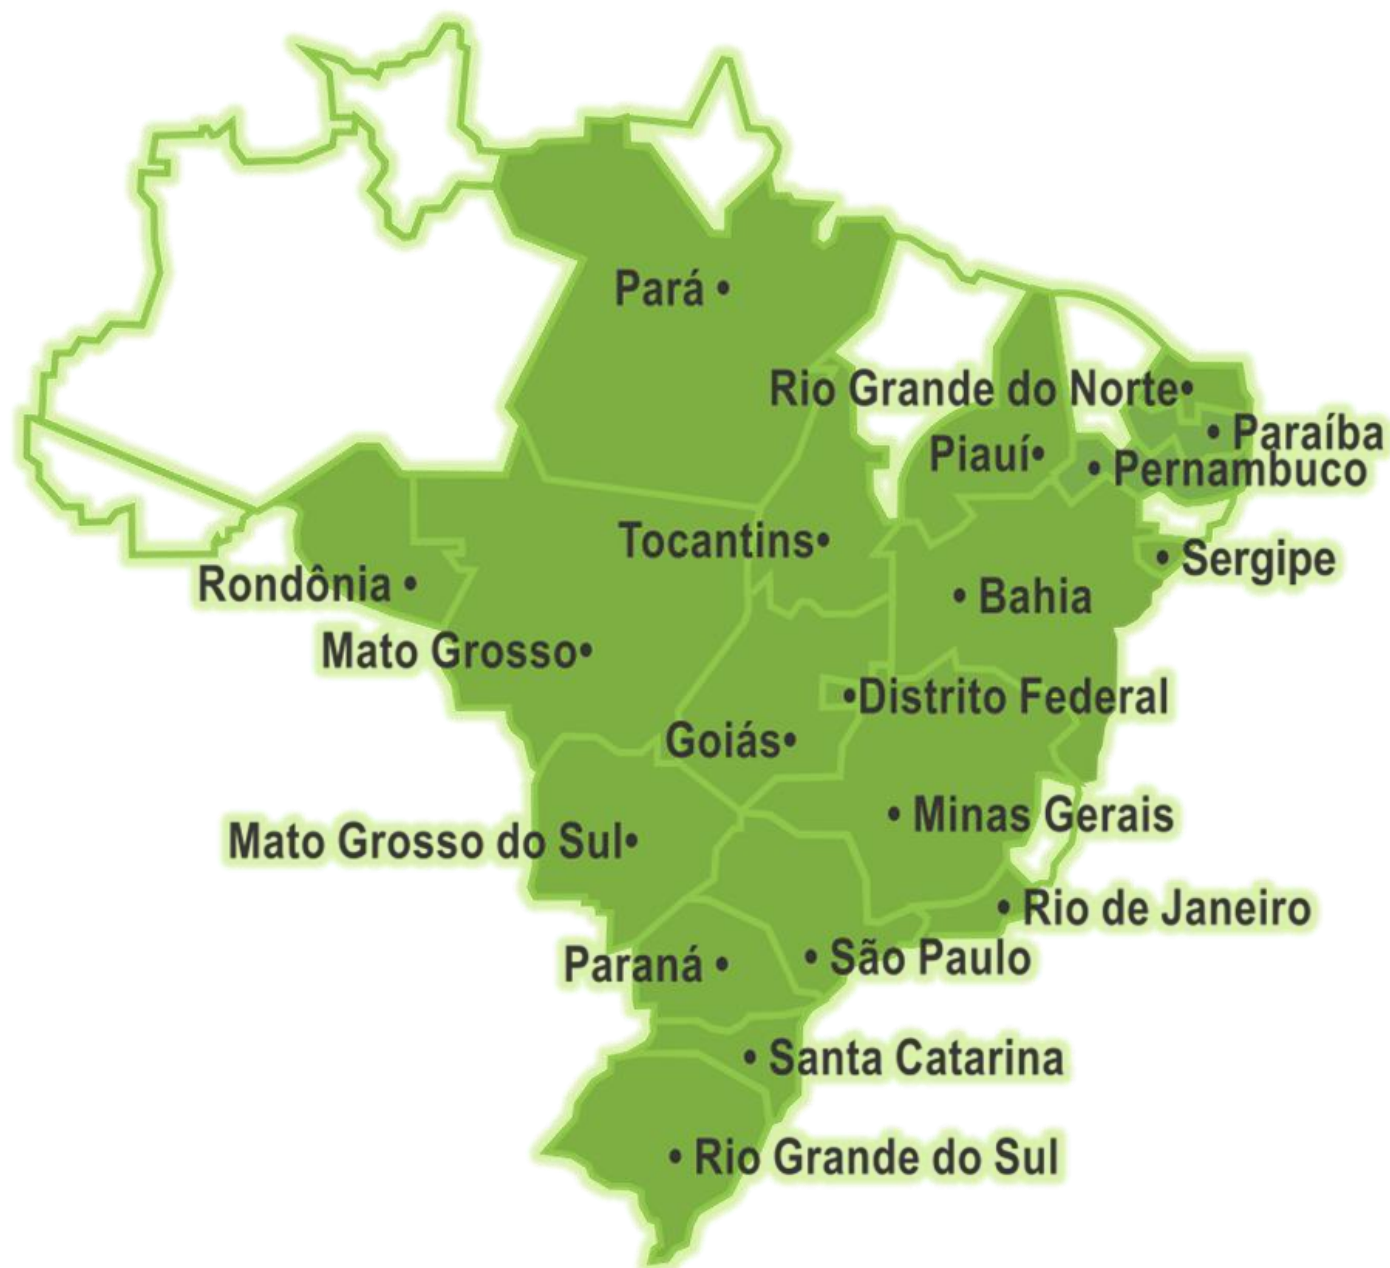 Pará
Rio Grande do Norte
Paraíba
Piauí
Pernambuco
Tocantins
Sergipe
Rondônia
Bahia
Mato Grosso
Distrito Federal
Goiás
Minas Gerais
Mato Grosso do Sul
Rio de Janeiro
Paraná
São Paulo
Santa Catarina
Rio Grande do Sul